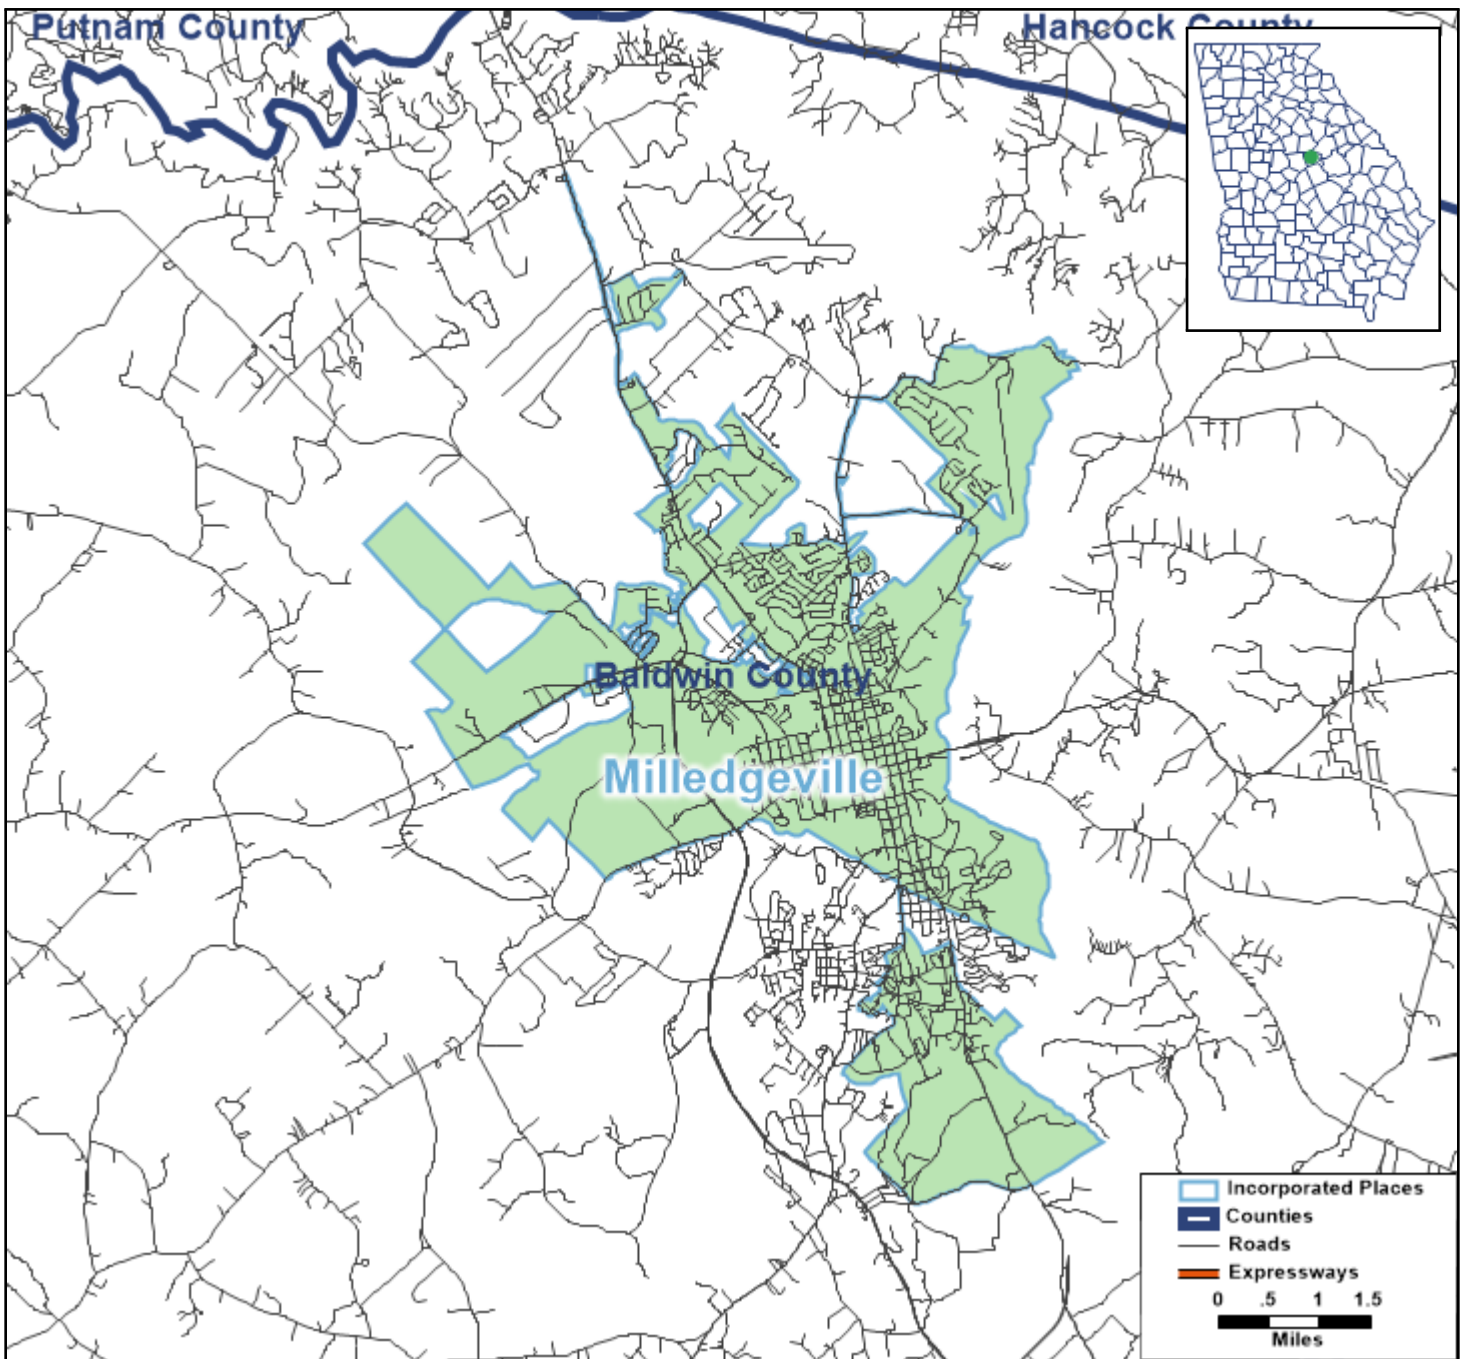 Putnam County
Hancock County
Baldwin County
Milledgeville
Incorporated Places
Counties
Roads
Expressways
0 .5 1 1.5
Miles